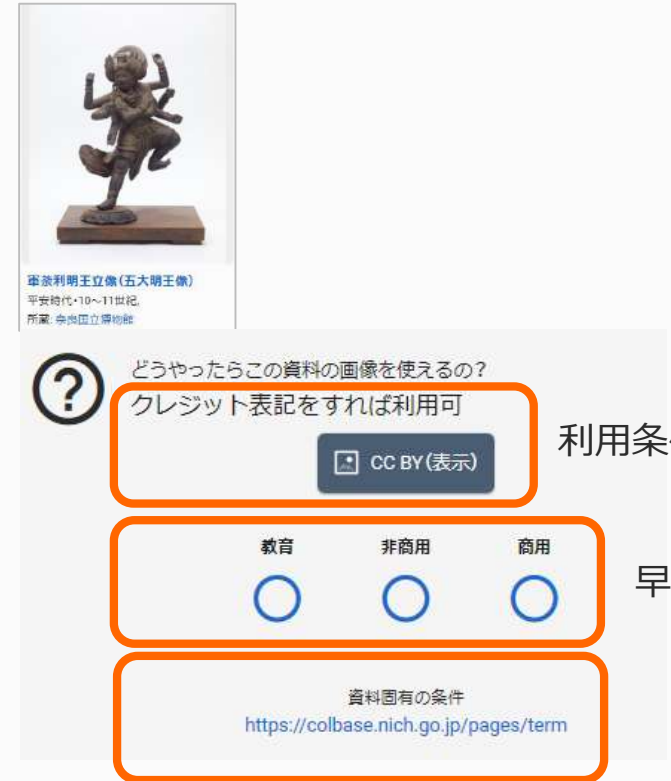 軍荼利明王立像(五大明王像)
平安時代・10～11世紀,
所蔵: 奈良国立博物館
どうやったらこの資料の画像を使えるの?
クレジット表記をすれば利用可
CC BY(表示)
利用条
教育 非商用 商用
早
資料固有の条件
https://colbase.nich.go.jp/pages/term